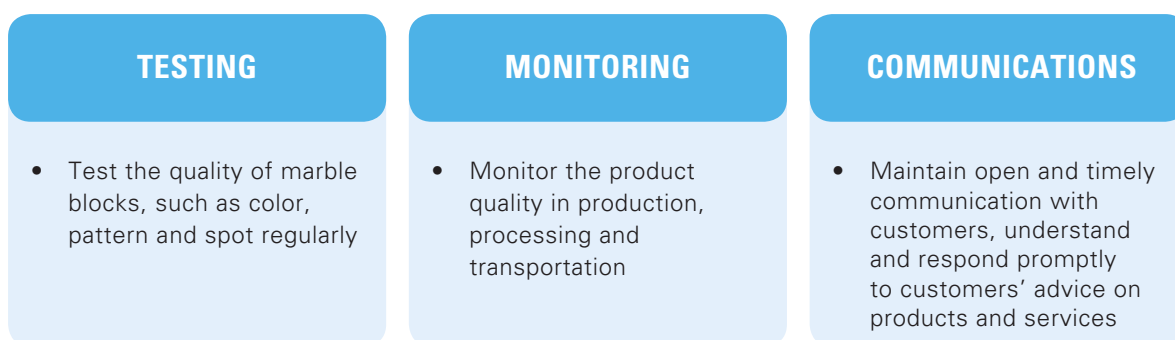 TESTING
• Test the quality of marble
blocks, such as color,
pattern and spot regularly
MONITORING
• Monitor the product
quality in production,
processing and
transportation
COMMUNICATIONS
• Maintain open and timely
communication with
customers, understand
and respond promptly
to customers’ advice on
products and services